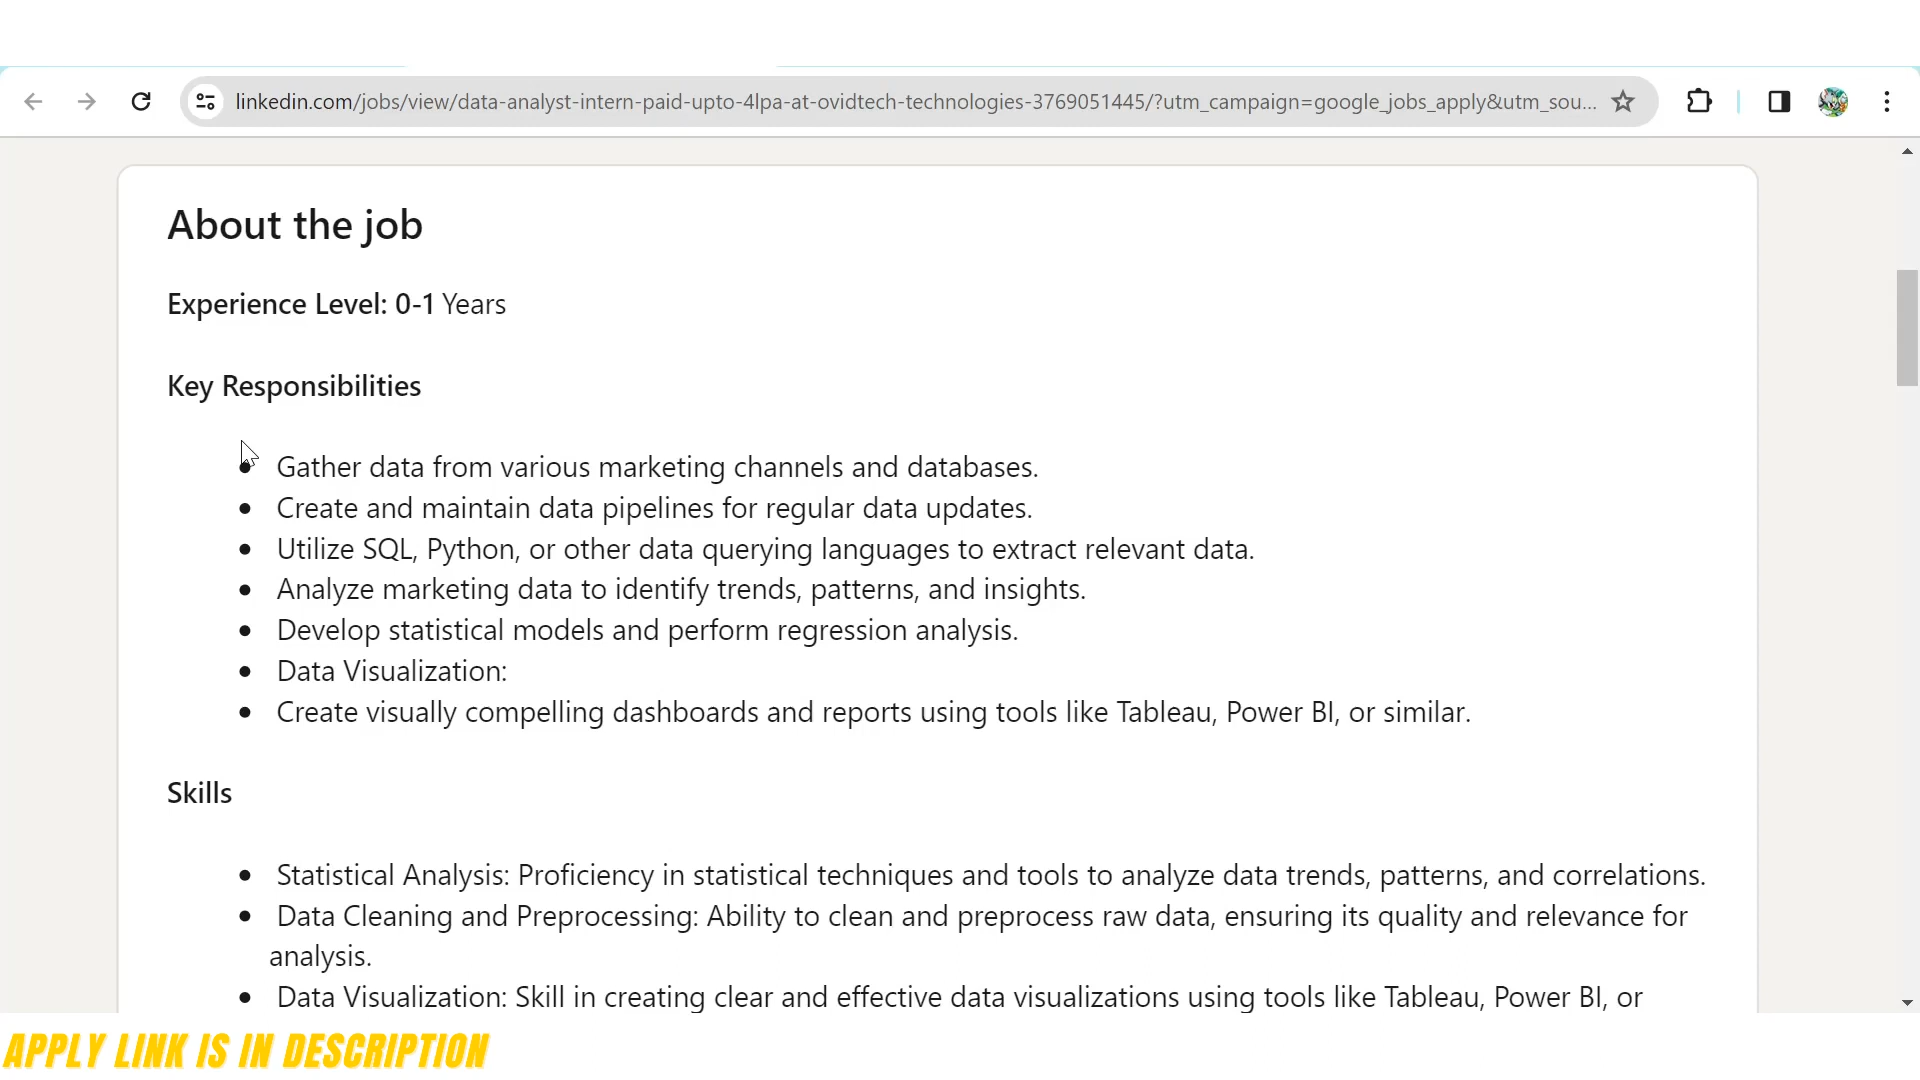 linkedin.com/jobs/view/data-analyst-intern-paid-upto-4lpa-at-ovidtech-technologies-3769051445/?utm_campaign=google_jobs_apply&utm_sou...
About the job
Experience Level: 0-1 Years
Key Responsibilities
• Gather data from various marketing channels and databases.
• Create and maintain data pipelines for regular data updates.
• Utilize SQL, Python, or other data querying languages to extract relevant data.
• Analyze marketing data to identify trends, patterns, and insights.
• Develop statistical models and perform regression analysis.
• Data Visualization:
• Create visually compelling dashboards and reports using tools like Tableau, Power BI, or similar.
Skills
• Statistical Analysis: Proficiency in statistical techniques and tools to analyze data trends, patterns, and correlations.
• Data Cleaning and Preprocessing: Ability to clean and preprocess raw data, ensuring its quality and relevance for
analysis.
• Data Visualization: Skill in creating clear and effective data visualizations using tools like Tableau, Power BI, or
APPLY LINK IS IN DESCRIPTION